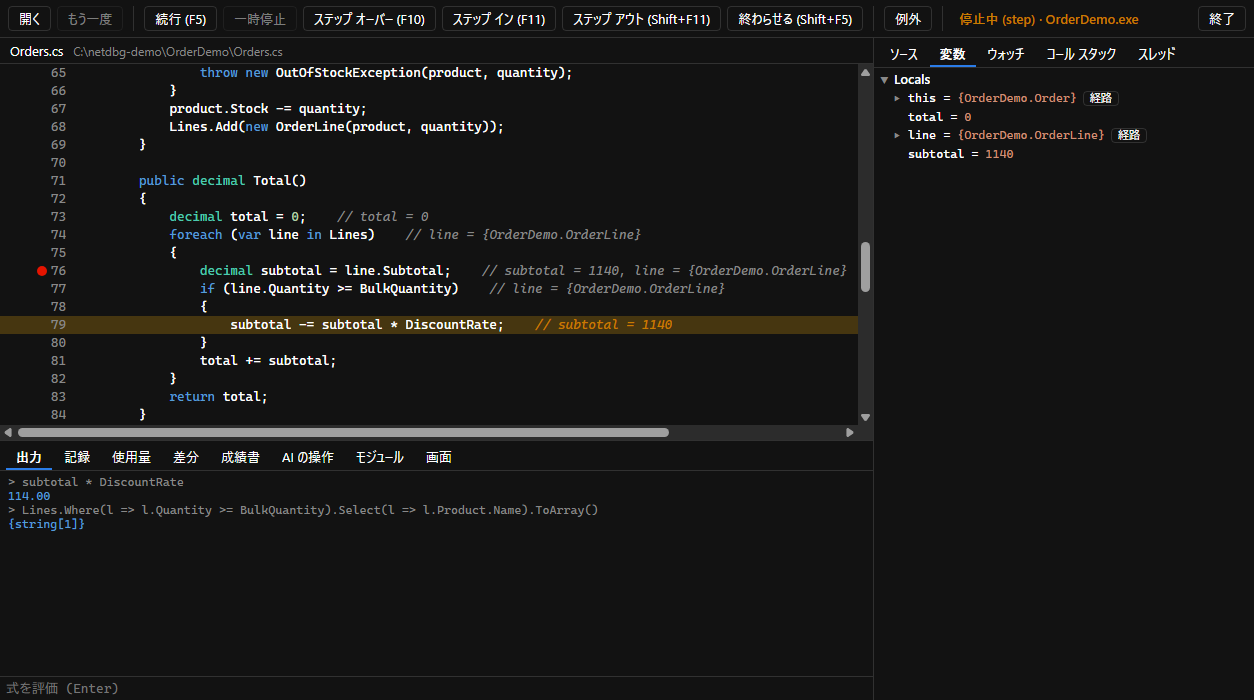 開く もう一度 続行 (F5) 一時停止 ステップ オーバー (F10) ステップ イン (F11) ステップ アウト (Shift+F11) 終わらせる (Shift+F5) 例外 停止中 (step) · OrderDemo.exe 終了
Orders.cs C:\netdbg-demo\OrderDemo\Orders.cs
65 throw new OutOfStockException(product, quantity);
66 }
67 product.Stock -= quantity;
68 Lines.Add(new OrderLine(product, quantity));
69 }
70
71 public decimal Total()
72 {
73 decimal total = 0; // total = 0
74 foreach (var line in Lines) // line = {OrderDemo.OrderLine}
75 {
76 decimal subtotal = line.Subtotal; // subtotal = 1140, line = {OrderDemo.OrderLine}
77 if (line.Quantity >= BulkQuantity) // line = {OrderDemo.OrderLine}
78 {
79 subtotal -= subtotal * DiscountRate; // subtotal = 1140
80 }
81 total += subtotal;
82 }
83 return total;
84 }
出力 記録 使用量 差分 成績書 AI の操作 モジュール 画面
> subtotal * DiscountRate
114.00
> Lines.Where(l => l.Quantity >= BulkQuantity).Select(l => l.Product.Name).ToArray()
{string[1]}
式を評価 (Enter)
ソース 変数 ウォッチ コール スタック スレッド
Locals
this = {OrderDemo.Order} 経路
total = 0
line = {OrderDemo.OrderLine} 経路
subtotal = 1140